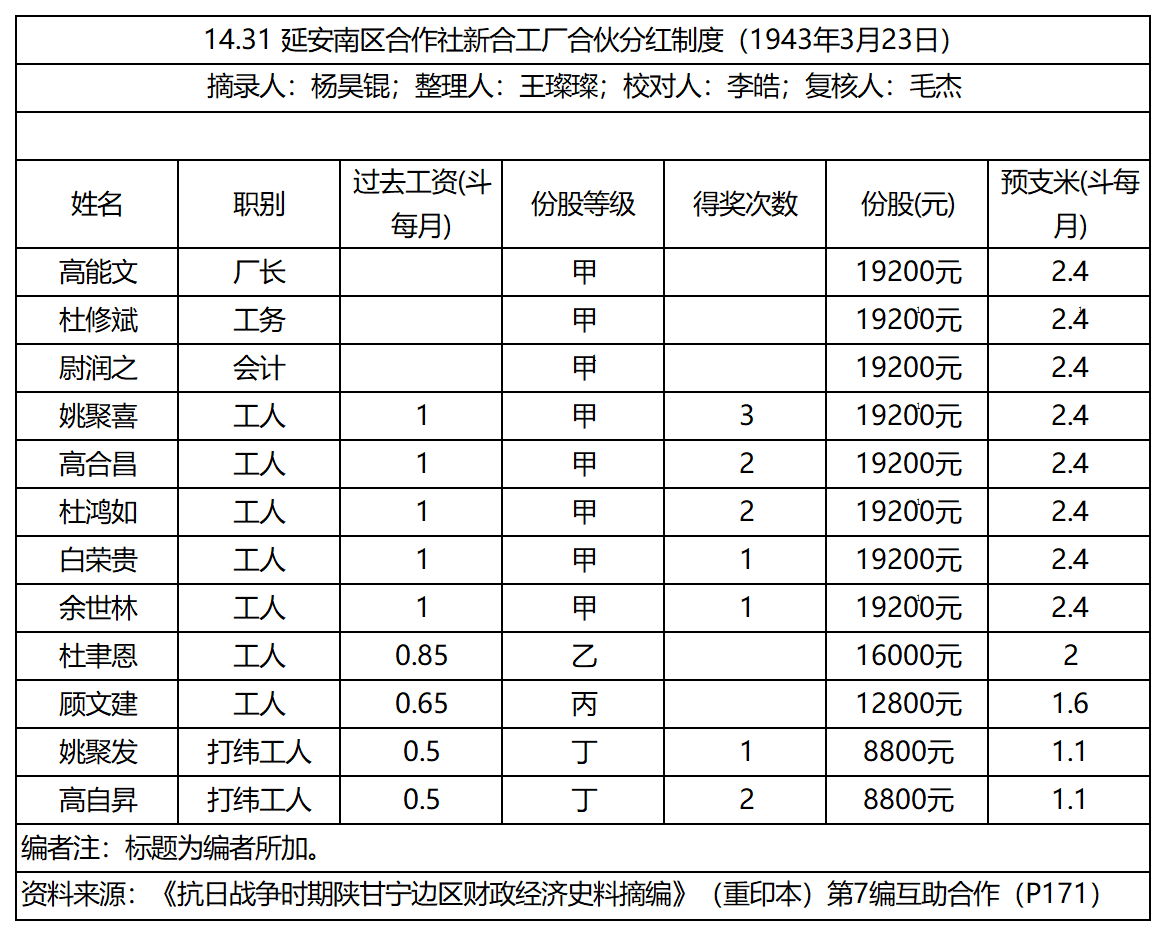 14.31 延安南区合作社新合工厂合伙分红制度（1943年3月23日）
摘录人：杨昊锟；整理人：王璨璨；校对人：李皓；复核人：毛杰
姓名 职别 过去工资(斗每月) 份股等级 得奖次数 份股(元) 预支米(斗每月)
高能文 厂长 甲 19200元 2.4
杜修斌 工务 甲 19200元 2.4
尉润之 会计 甲 19200元 2.4
姚聚喜 工人 1 甲 3 19200元 2.4
高合昌 工人 1 甲 2 19200元 2.4
杜鸿如 工人 1 甲 2 19200元 2.4
白荣贵 工人 1 甲 1 19200元 2.4
余世林 工人 1 甲 1 19200元 2.4
杜聿恩 工人 0.85 乙 16000元 2
顾文建 工人 0.65 丙 12800元 1.6
姚聚发 打纬工人 0.5 丁 1 8800元 1.1
高自昇 打纬工人 0.5 丁 2 8800元 1.1
编者注：标题为编者所加。
资料来源：《抗日战争时期陕甘宁边区财政经济史料摘编》（重印本）第7编互助合作（P171）